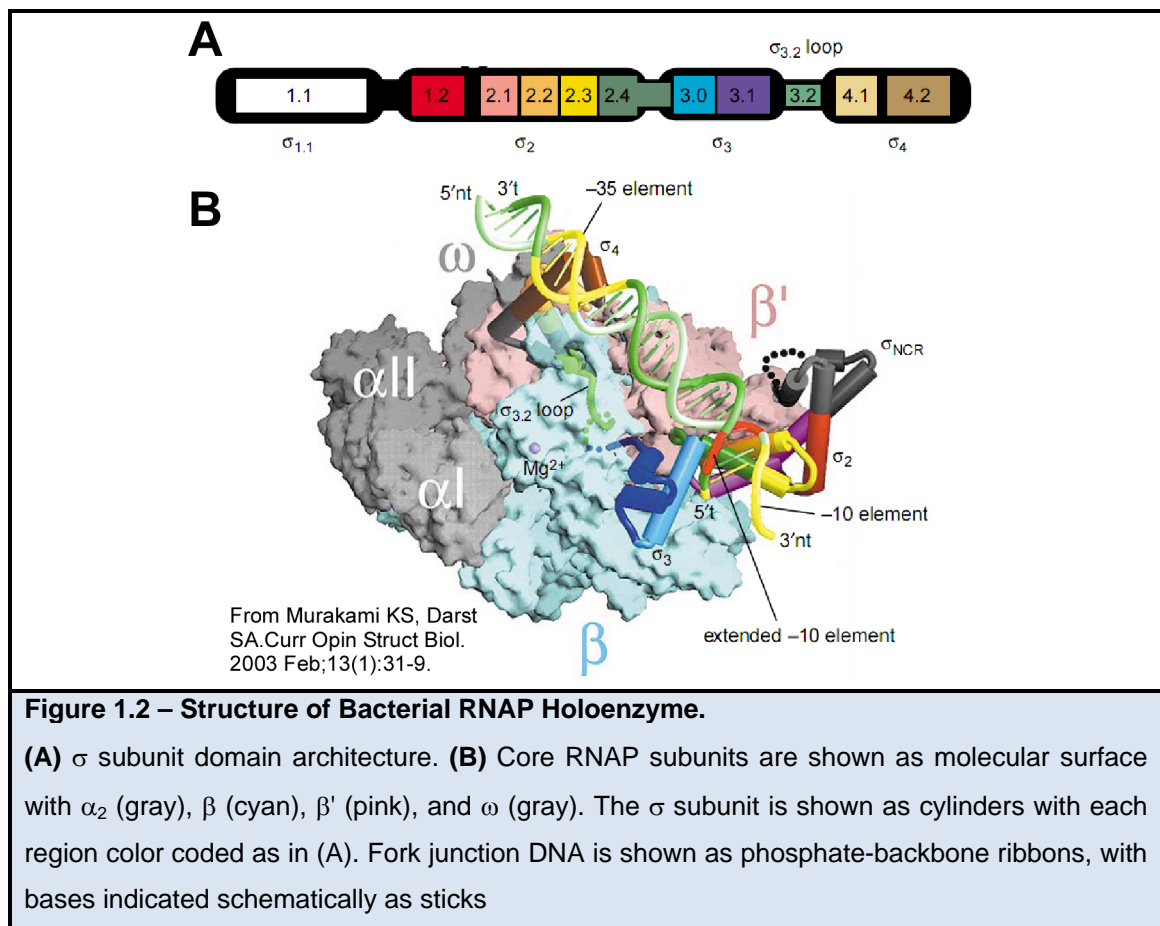 A
σ3.2 loop
1.1 1.2 2.1 2.2 2.3 2.4 3.0 3.1 3.2 4.1 4.2
σ1.1 σ2 σ3 σ4
B
5'nt 3't –35 element
σ4
ω
β'
σNCR
αII
σ3.2 loop
Mg2+
σ2
αI
5't
–10 element
3'nt
σ3
extended –10 element
β
From Murakami KS, Darst
SA.Curr Opin Struct Biol.
2003 Feb;13(1):31-9.
Figure 1.2 – Structure of Bacterial RNAP Holoenzyme.
(A) σ subunit domain architecture. (B) Core RNAP subunits are shown as molecular surface
with α2 (gray), β (cyan), β' (pink), and ω (gray). The σ subunit is shown as cylinders with each
region color coded as in (A). Fork junction DNA is shown as phosphate-backbone ribbons, with
bases indicated schematically as sticks